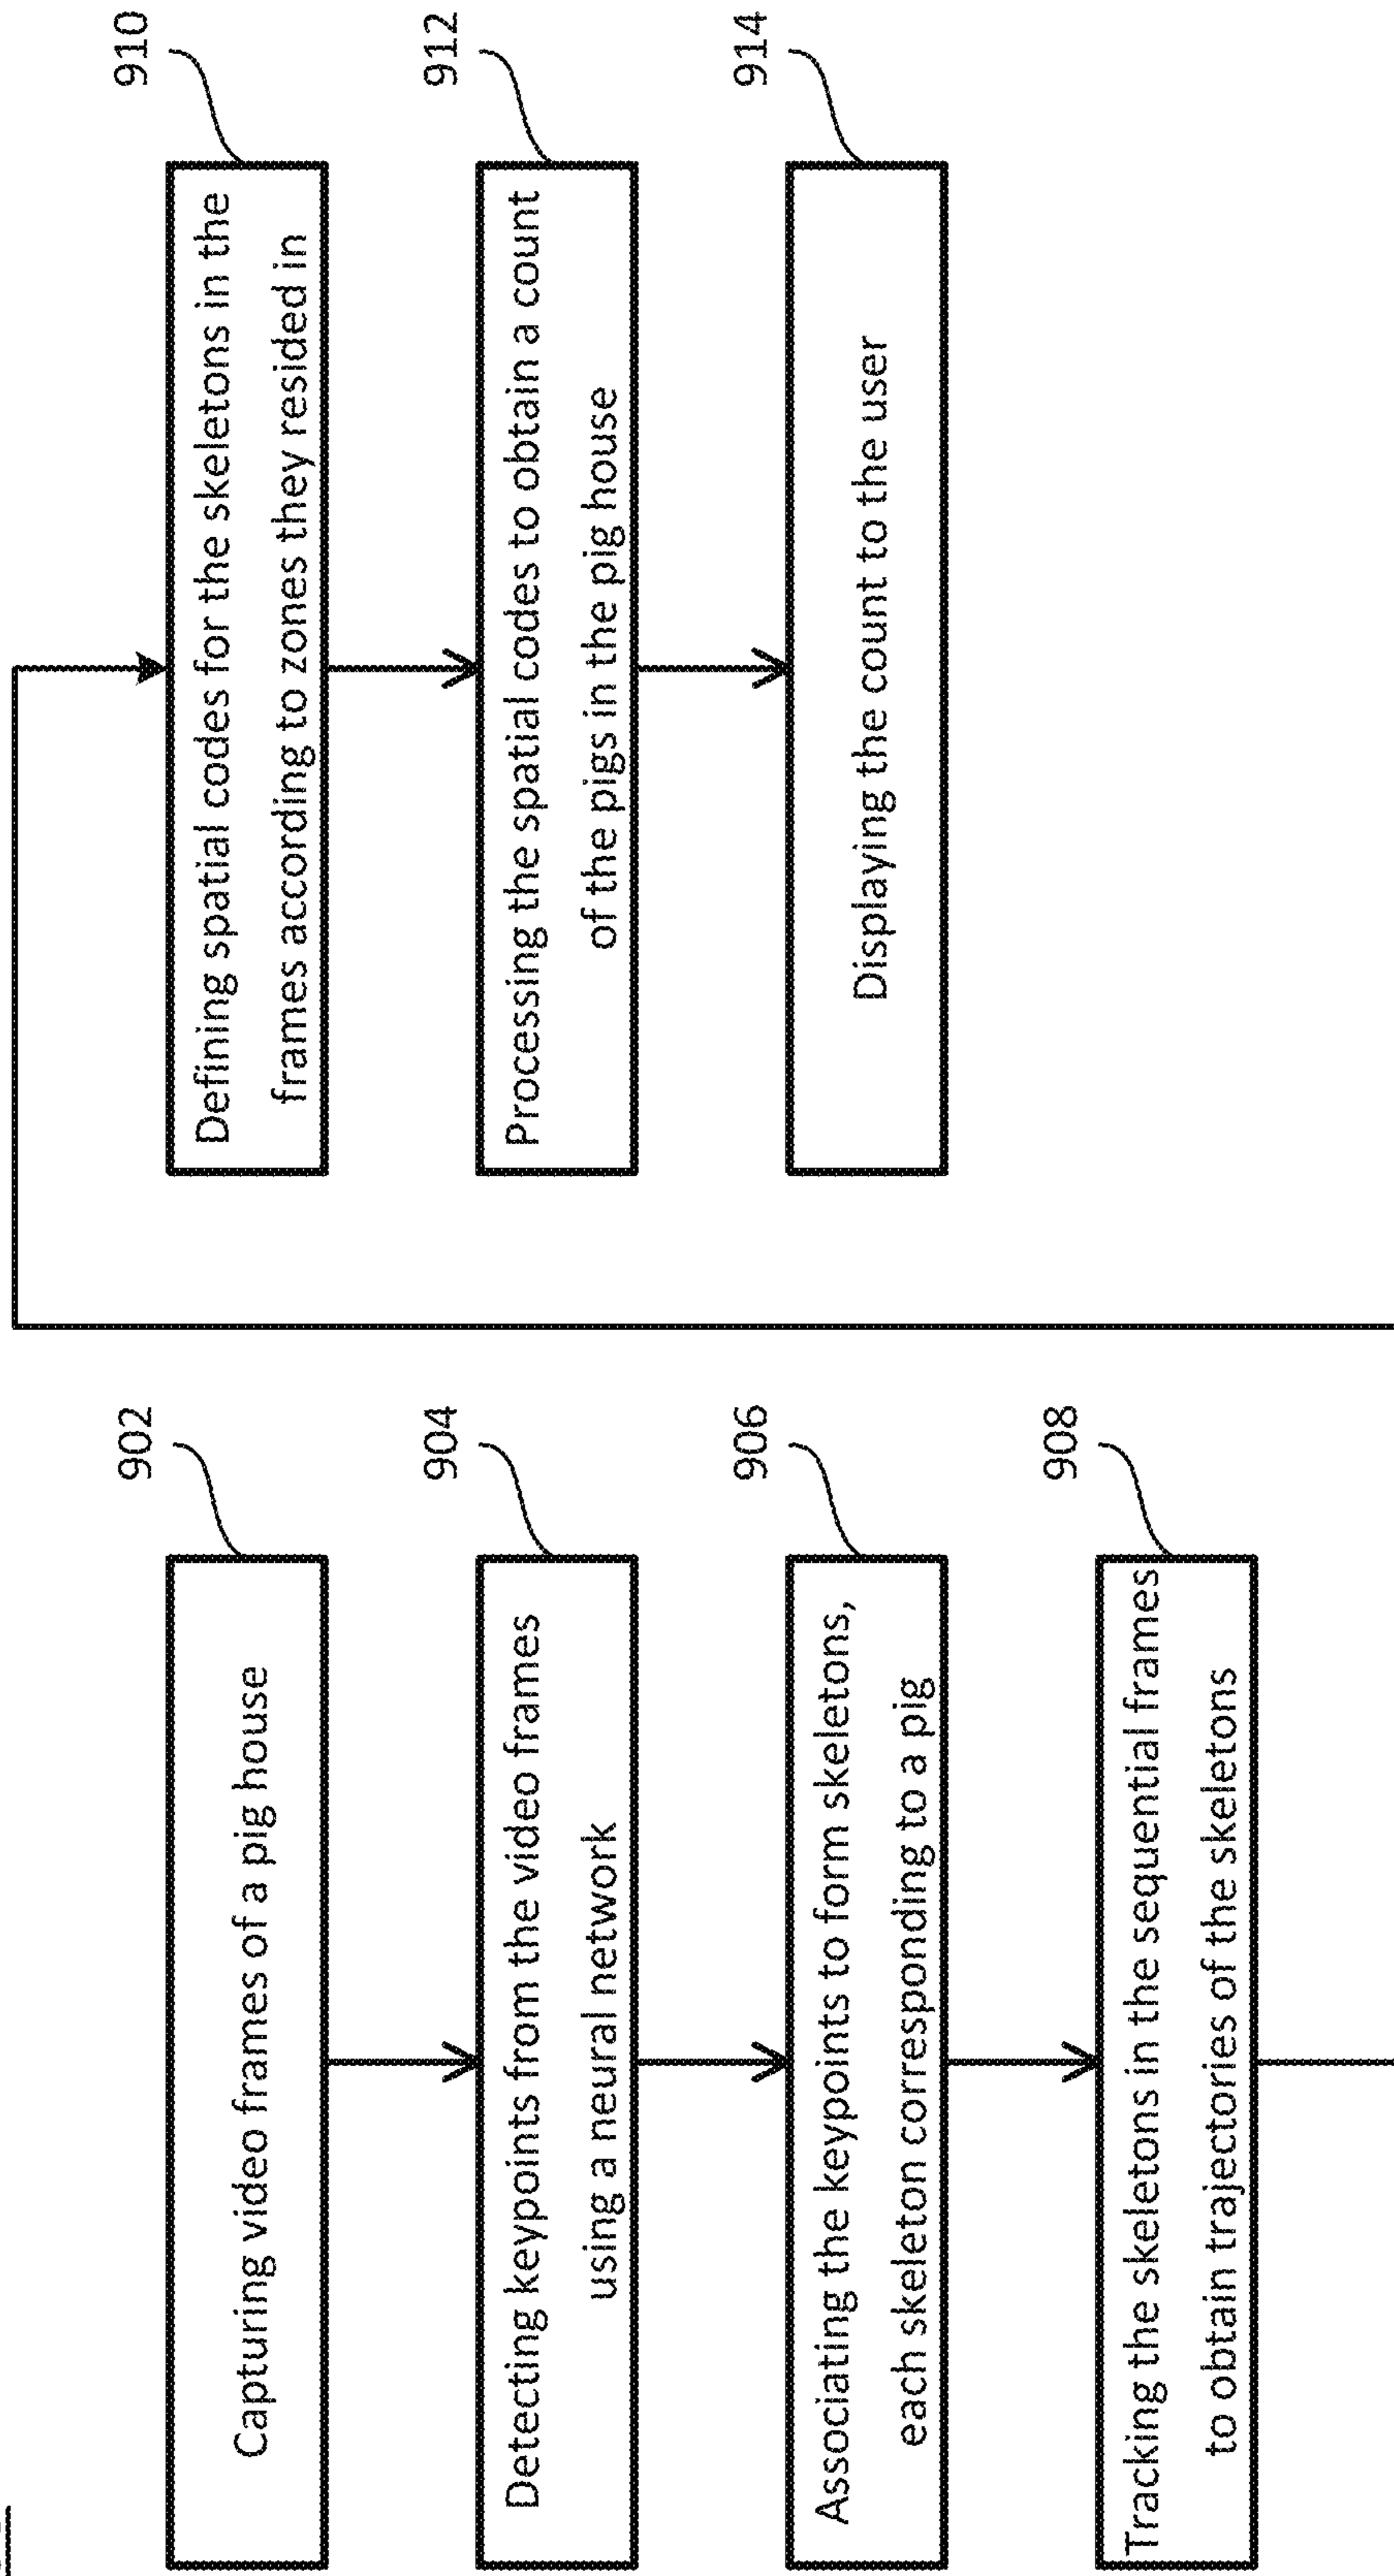 902
Capturing video frames of a pig house
904
Detecting keypoints from the video frames
using a neural network
906
Associating the keypoints to form skeletons,
each skeleton corresponding to a pig
908
Tracking the skeletons in the sequential frames
to obtain trajectories of the skeletons
910
Defining spatial codes for the skeletons in the
frames according to zones they resided in
912
Processing the spatial codes to obtain a count
of the pigs in the pig house
914
Displaying the count to the user